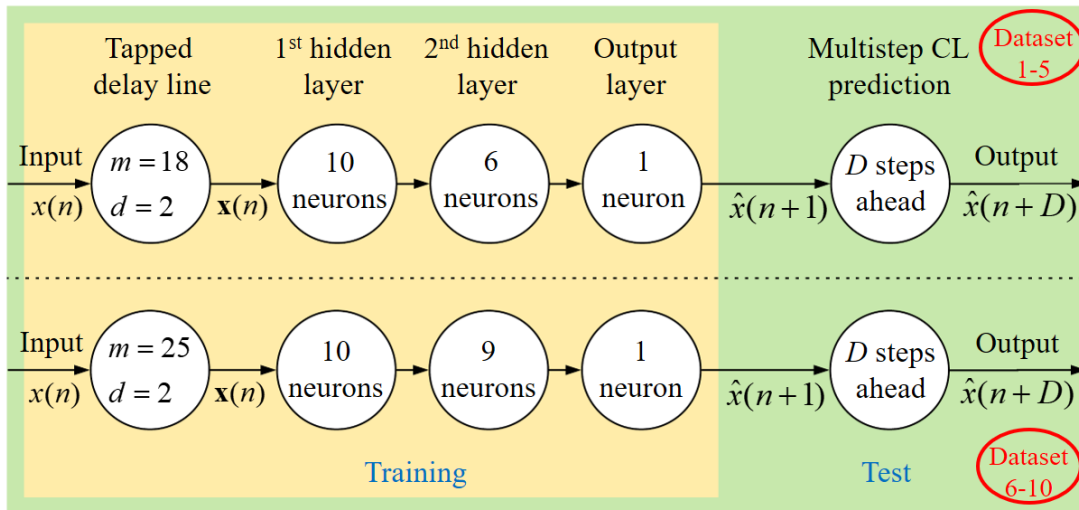 Tapped
delay line
1st hidden
layer
2nd hidden
layer
Output
layer
Multistep CL
prediction
Dataset
1-5
Input
x(n)
m = 18
d = 2
x(n)
10
neurons
6
neurons
1
neuron
x̂(n+1)
D steps
ahead
Output
x̂(n+D)
Input
x(n)
m = 25
d = 2
x(n)
10
neurons
9
neurons
1
neuron
x̂(n+1)
D steps
ahead
Output
x̂(n+D)
Training
Test
Dataset
6-10